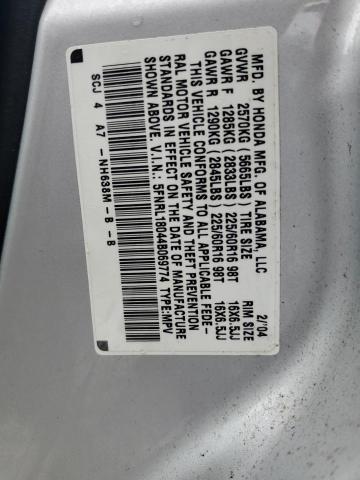 MFD. BY HONDA MFG. OF ALABAMA, LLC 2/'04
GVWR 2570KG (5665LBS) TIRE SIZE RIM SIZE
GAWR F 1285KG (2833LBS) 225/60R16 98T 16X6.5JJ
GAWR R 1290KG (2845LBS) 225/60R16 98T 16X6.5JJ
THIS VEHICLE CONFORMS TO ALL APPLICABLE FEDE-
RAL MOTOR VEHICLE SAFETY AND THEFT PREVENTION
STANDARDS IN EFFECT ON THE DATE OF MANUFACTURE
SHOWN ABOVE. V.I.N.: 5FNRL18044B069774 TYPE:MPV
SCJ 4 A7 -NH638M-B -B